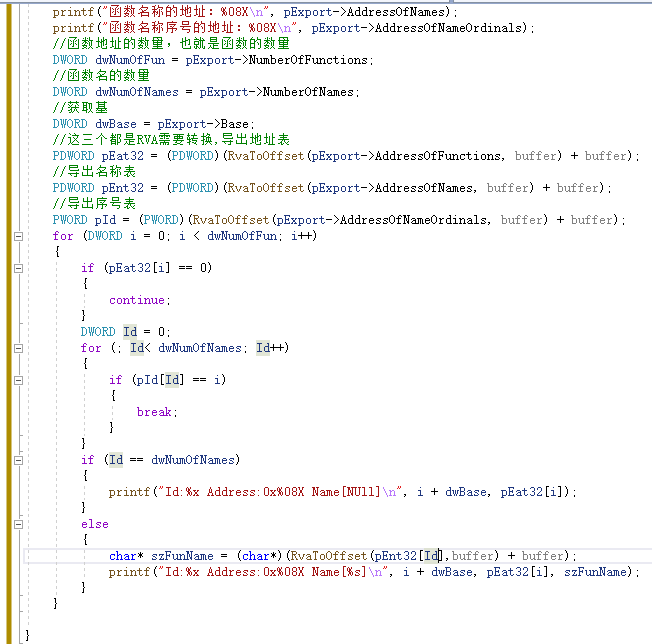 printf("函数名称的地址: %08X\n", pExport->AddressOfNames);
printf("函数名称序号的地址: %08X\n", pExport->AddressOfNameOrdinals);
//函数地址的数量，也就是函数的数量
DWORD dwNumOfFun = pExport->NumberOfFunctions;
//函数名的数量
DWORD dwNumOfNames = pExport->NumberOfNames;
//获取基
DWORD dwBase = pExport->Base;
//这三个都是RVA需要转换,导出地址表
PDWORD pEat32 = (PDWORD)(RvaToOffset(pExport->AddressOfFunctions, buffer) + buffer);
//导出名称表
PDWORD pEnt32 = (PDWORD)(RvaToOffset(pExport->AddressOfNames, buffer) + buffer);
//导出序号表
PWORD pId = (PWORD)(RvaToOffset(pExport->AddressOfNameOrdinals, buffer) + buffer);
for (DWORD i = 0; i < dwNumOfFun; i++)
{
if (pEat32[i] == 0)
{
continue;
}
DWORD Id = 0;
for (; Id< dwNumOfNames; Id++)
{
if (pId[Id] == i)
{
break;
}
}
if (Id == dwNumOfNames)
{
printf("Id:%x Address:0x%08X Name[NUll]\n", i + dwBase, pEat32[i]);
}
else
{
char* szFunName = (char*)(RvaToOffset(pEnt32[Id],buffer) + buffer);
printf("Id:%x Address:0x%08X Name[%s]\n", i + dwBase, pEat32[i], szFunName);
}
}
}